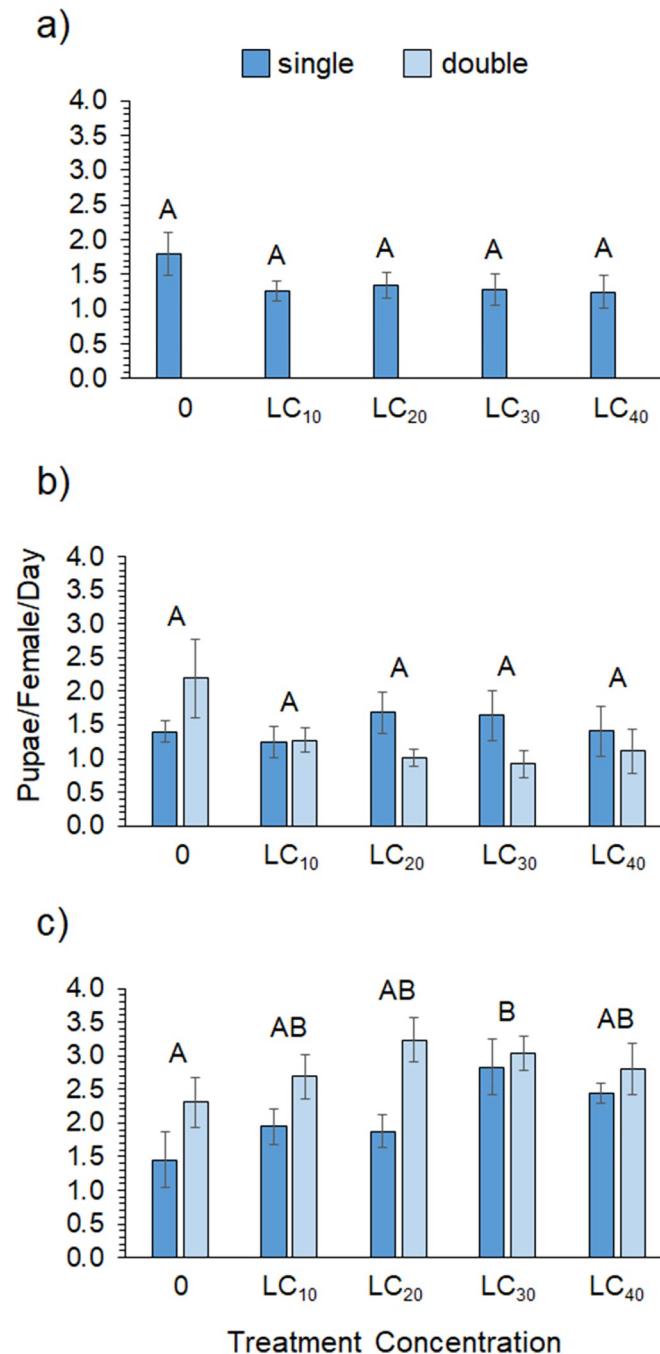 a)
single double
4.0
3.5
3.0
2.5
2.0
1.5
1.0
0.5
0.0
A A A A A
0 LC₁₀ LC₂₀ LC₃₀ LC₄₀
b)
Pupae/Female/Day
4.0
3.5
3.0
2.5
2.0
1.5
1.0
0.5
0.0
A A A A A
0 LC₁₀ LC₂₀ LC₃₀ LC₄₀
c)
4.0
3.5
3.0
2.5
2.0
1.5
1.0
0.5
0.0
A AB AB B AB
0 LC₁₀ LC₂₀ LC₃₀ LC₄₀
Treatment Concentration